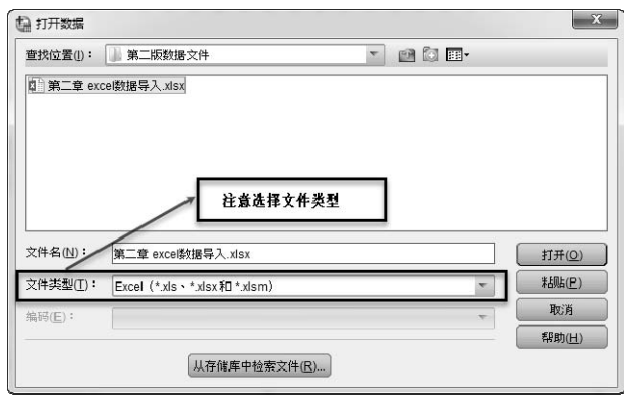 打开数据
查找位置(I)： 第二版数据文件
第二章 excel数据导入.xlsx
注意选择文件类型
文件名(N)： 第二章 excel数据导入.xlsx
打开(O)
文件类型(T)： Excel（*.xls、*.xlsx 和 *.xlsm）
粘贴(P)
编码(E)：
取消
帮助(H)
从存储库中检索文件(R)...